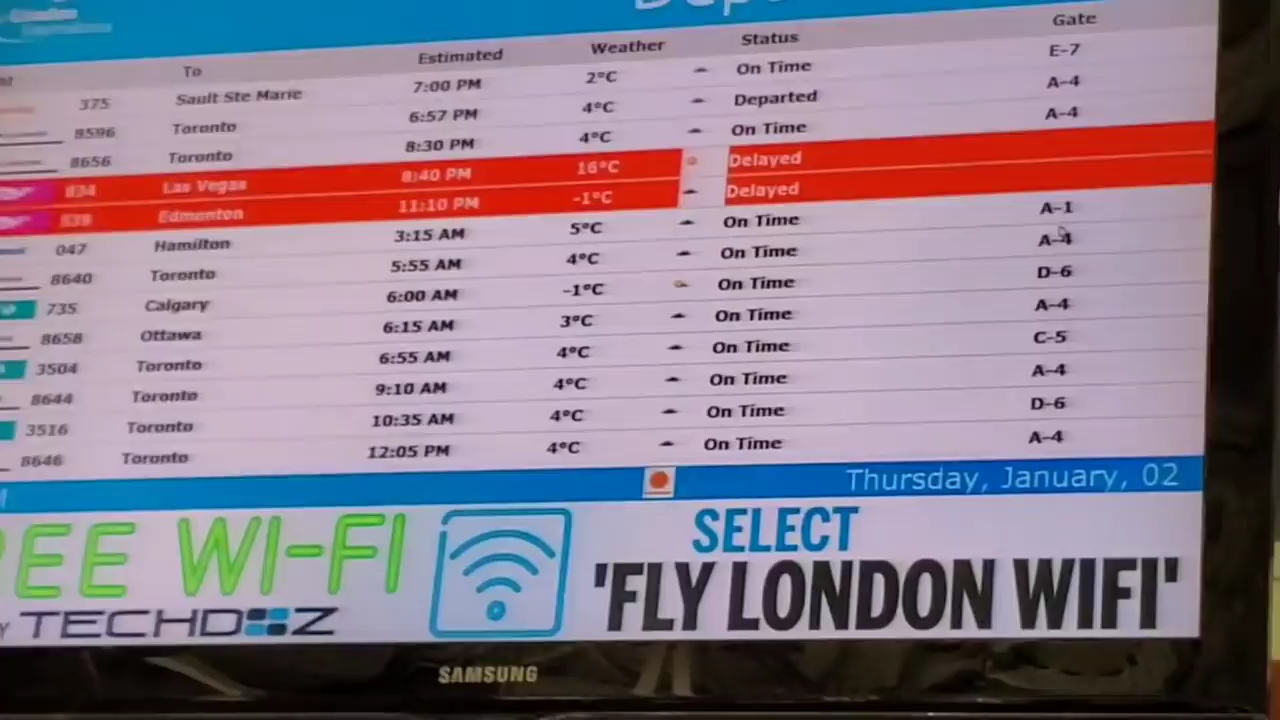 To Estimated Weather Status Gate
375 Sault Ste Marie 7:00 PM 2°C On Time E-7
8596 Toronto 6:57 PM 4°C Departed A-4
8656 Toronto 8:30 PM 4°C On Time A-4
834 Las Vegas 8:40 PM 16°C Delayed
539 Edmonton 11:10 PM -1°C Delayed
047 Hamilton 3:15 AM 5°C On Time A-1
8640 Toronto 5:55 AM 4°C On Time A-4
735 Calgary 6:00 AM -1°C On Time D-6
8658 Ottawa 6:15 AM 3°C On Time A-4
3504 Toronto 6:55 AM 4°C On Time C-5
8644 Toronto 9:10 AM 4°C On Time A-4
3516 Toronto 10:35 AM 4°C On Time D-6
8646 Toronto 12:05 PM 4°C On Time A-4
Thursday, January, 02
REE WI-FI
Y TECHDOOZ
SELECT
'FLY LONDON WIFI'
SAMSUNG